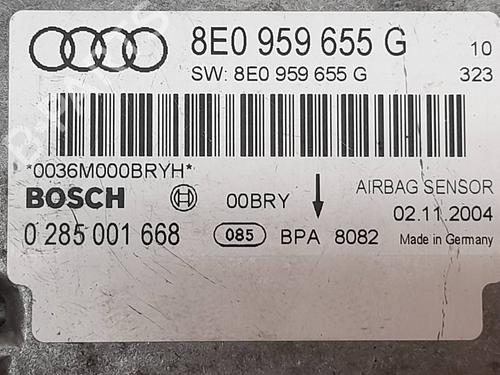 8E0 959 655 G 10
SW: 8E0 959 655 G 323
*0036M000BRYH*
BOSCH 00BRY AIRBAG SENSOR
02.11.2004
0 285 001 668 085 BPA 8082 Made in Germany